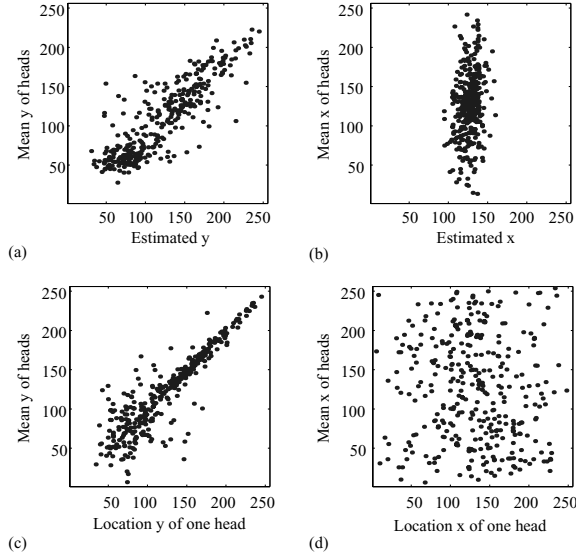 250
200
150
100
50
Mean y of heads
50 100 150 200 250
Estimated y
(a)
250
200
150
100
50
Mean x of heads
50 100 150 200 250
Estimated x
(b)
250
200
150
100
50
Mean y of heads
50 100 150 200 250
Location y of one head
(c)
250
200
150
100
50
Mean x of heads
50 100 150 200 250
Location x of one head
(d)